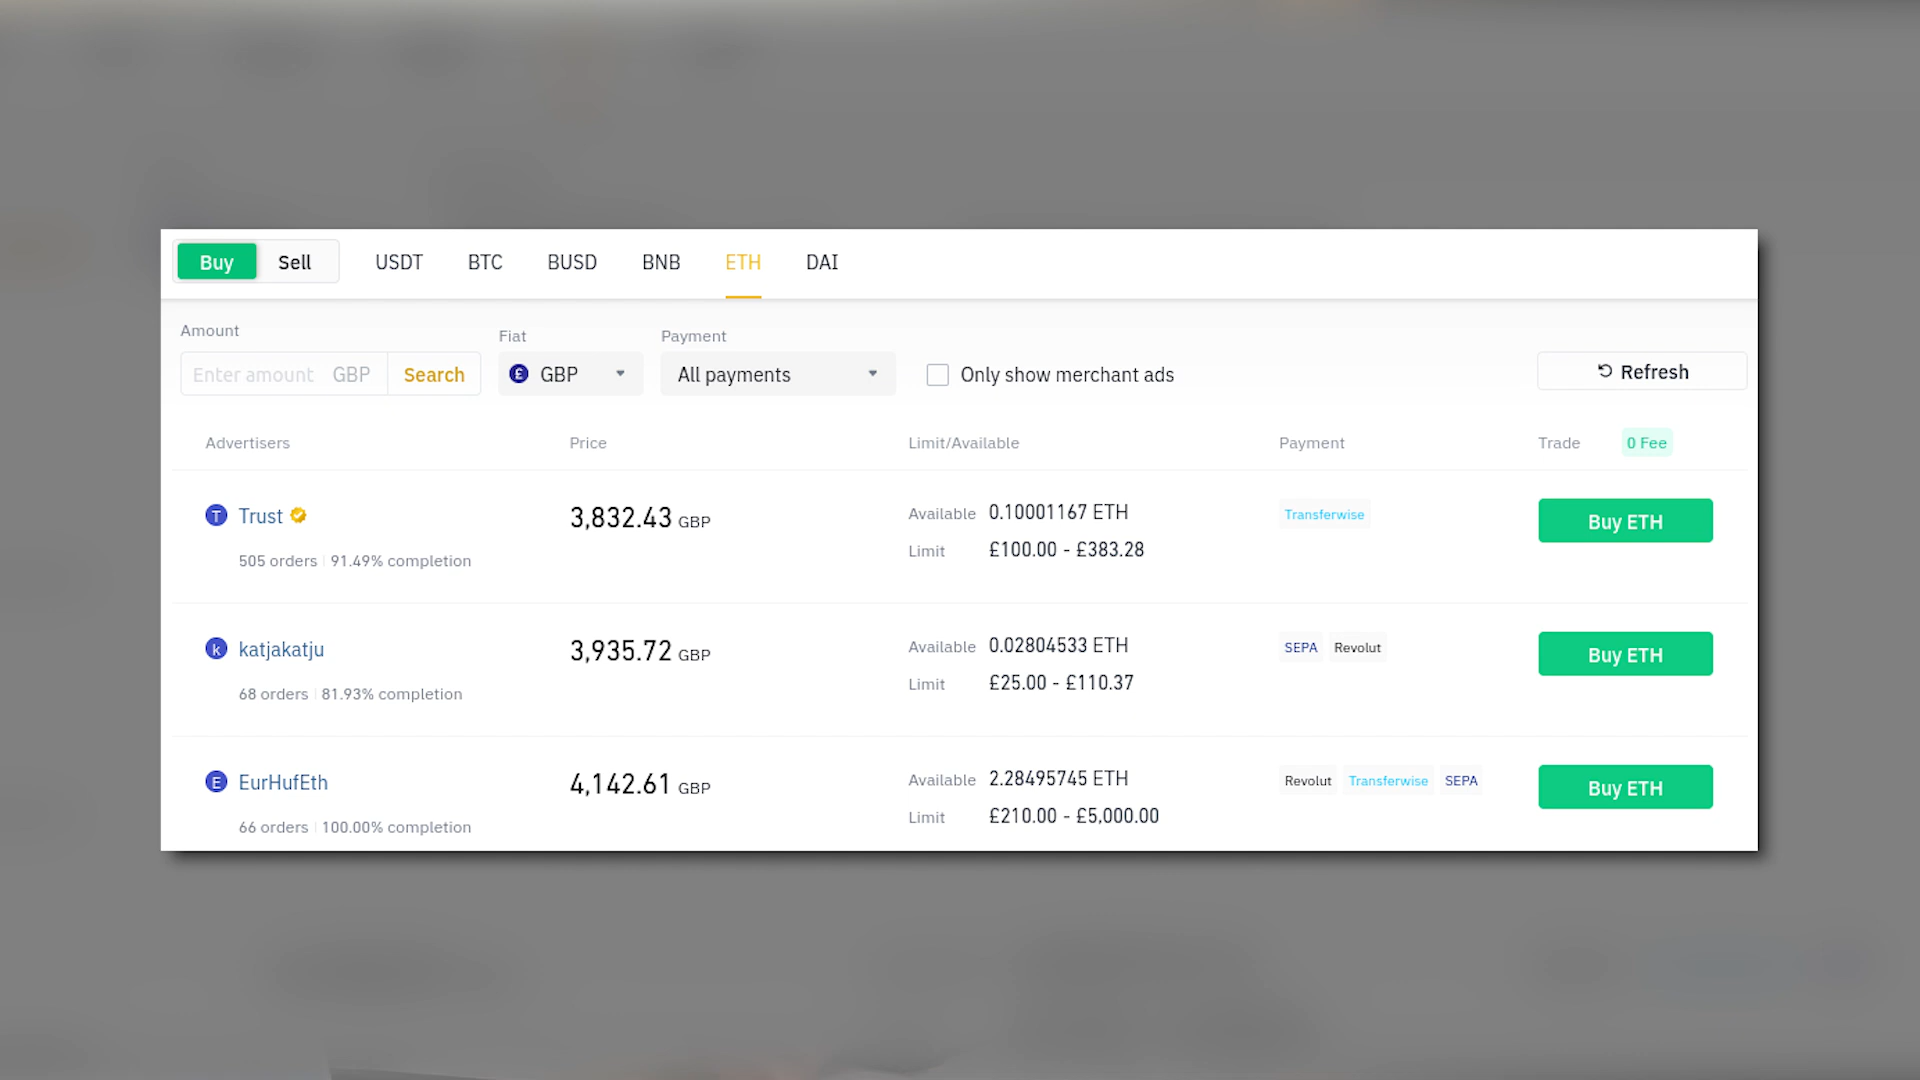 Buy Sell USDT BTC BUSD BNB ETH DAI
Amount Fiat Payment
Enter amount GBP Search £ GBP All payments Only show merchant ads Refresh
Advertisers Price Limit/Available Payment Trade 0 Fee
T Trust 3,832.43 GBP Available 0.10001167 ETH Transferwise Buy ETH
505 orders 91.49% completion Limit £100.00 - £383.28
k katjakatju 3,935.72 GBP Available 0.02804533 ETH SEPA Revolut Buy ETH
68 orders 81.93% completion Limit £25.00 - £110.37
E EurHufEth 4,142.61 GBP Available 2.28495745 ETH Revolut Transferwise SEPA Buy ETH
66 orders 100.00% completion Limit £210.00 - £5,000.00